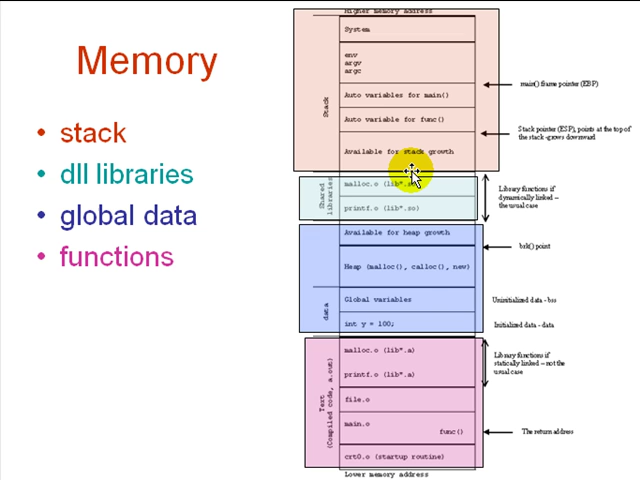 Memory
• stack
• dll libraries
• global data
• functions
Higher memory address
System
env
argv
argc
Auto variables for main()
Auto variable for func()
Available for stack growth
Stack
main() frame pointer (EBP)
Stack pointer (ESP), points at the top of
the stack -grows downward
malloc.o (lib*.so)
printf.o (lib*.so)
Shared
libraries
Library functions if
dynamically linked –
the usual case
Available for heap growth
Heap (malloc(), calloc(), new)
Global variables
int y = 100;
data
brk() point
Uninitialized data - bss
Initialized data - data
malloc.o (lib*.a)
printf.o (lib*.a)
file.o
main.o
func()
crt0.o (startup routine)
Text
(Compiled code, a.out)
Library functions if
statically linked – not the
usual case
The return address
Lower memory address